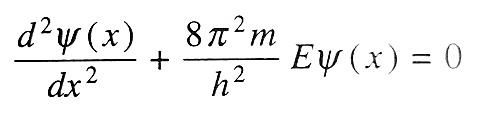 d²ψ(x)/dx² + 8π²m/h² Eψ(x) = 0